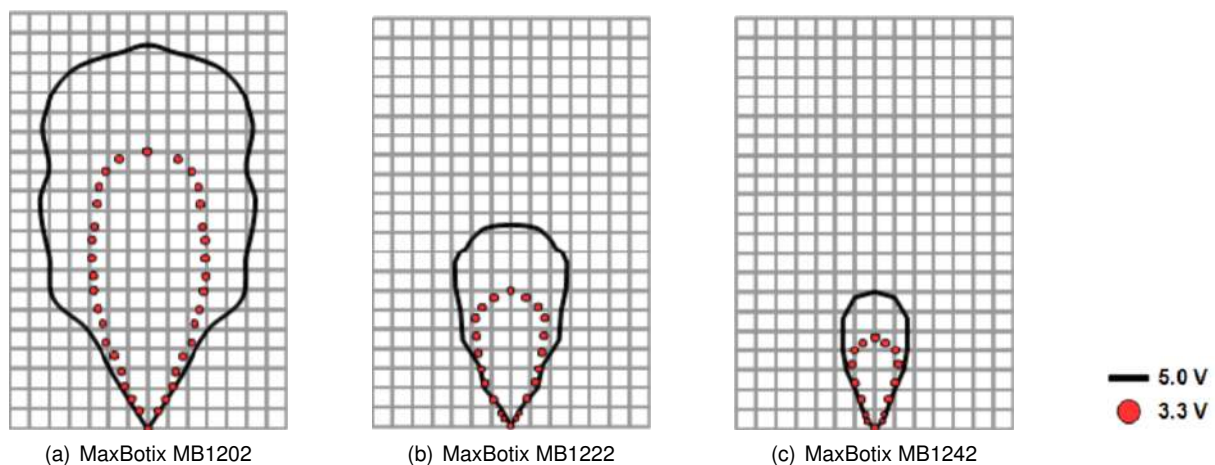 5.0 V
3.3 V
(a) MaxBotix MB1202
(b) MaxBotix MB1222
(c) MaxBotix MB1242